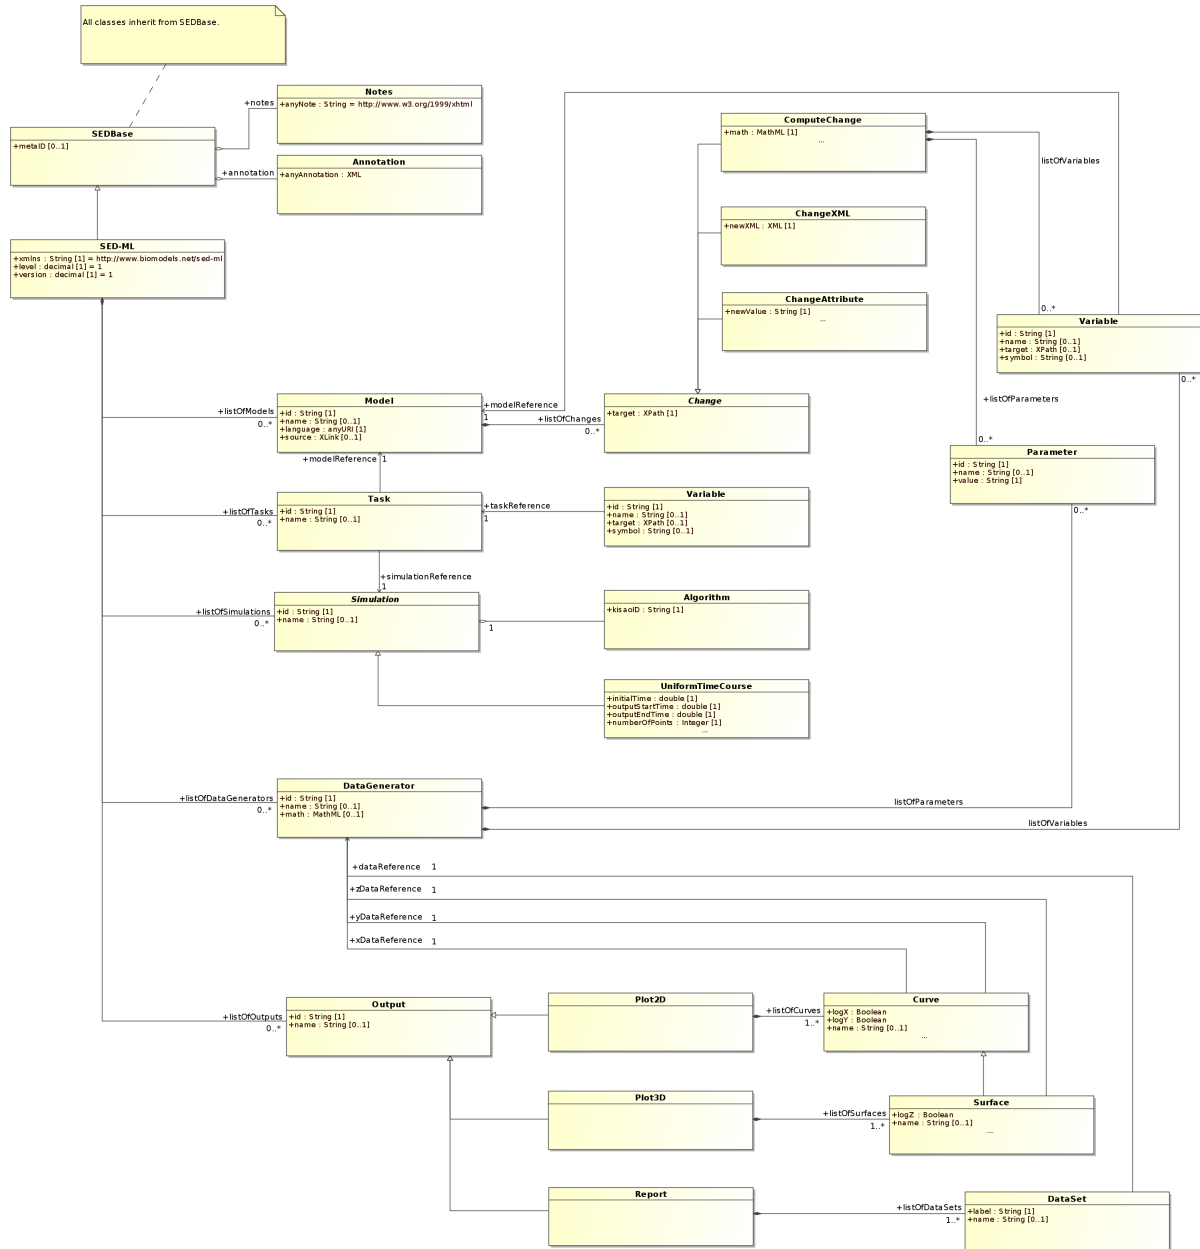 All classes inherit from SEDBase.
Notes
+anyNote : String = http://www.w3.org/1999/xhtml
+notes
SEDBase
+metaID [0..1]
Annotation
+anyAnnotation : XML
+annotation
SED-ML
+xmlns : String [1] = http://www.biomodels.net/sed-ml
+level : decimal [1] = 1
+version : decimal [1] = 1
ComputeChange
+math : MathML [1]
...
listOfVariables
0..*
ChangeXML
+newXML : XML [1]
ChangeAttribute
+newValue : String [1]
...
Variable
+id : String [1]
+name : String [0..1]
+target : XPath [0..1]
+symbol : String [0..1]
0..*
+listOfModels
0..*
Model
+id : String [1]
+name : String [0..1]
+language : anyURI [1]
+source : XLink [0..1]
+modelReference
1
+listOfChanges
0..*
Change
+target : XPath [1]
+listOfParameters
0..*
Parameter
+id : String [1]
+name : String [0..1]
+value : String [1]
0..*
+modelReference
1
+listOfTasks
0..*
Task
+id : String [1]
+name : String [0..1]
+taskReference
1
Variable
+id : String [1]
+name : String [0..1]
+target : XPath [0..1]
+symbol : String [0..1]
+simulationReference
1
+listOfSimulations
0..*
Simulation
+id : String [1]
+name : String [0..1]
1
Algorithm
+kisaoID : String [1]
UniformTimeCourse
+initialTime : double [1]
+outputStartTime : double [1]
+outputEndTime : double [1]
+numberOfPoints : Integer [1]
...
+listOfDataGenerators
0..*
DataGenerator
+id : String [1]
+name : String [0..1]
+math : MathML [0..1]
listOfParameters
listOfVariables
+dataReference 1
+zDataReference 1
+yDataReference 1
+xDataReference 1
+listOfOutputs
0..*
Output
+id : String [1]
+name : String [0..1]
Plot2D
+listOfCurves
1..*
Curve
+logX : Boolean
+logY : Boolean
+name : String [0..1]
...
Plot3D
+listOfSurfaces
1..*
Surface
+logZ : Boolean
+name : String [0..1]
...
Report
+listOfDataSets
1..*
DataSet
+label : String [1]
+name : String [0..1]